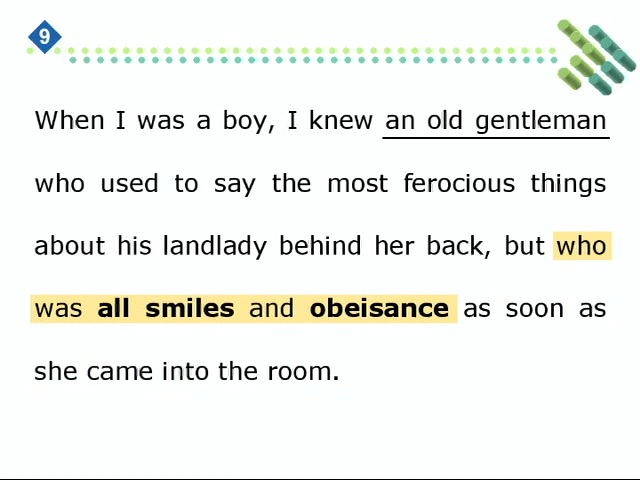 9
When I was a boy, I knew an old gentleman
who used to say the most ferocious things
about his landlady behind her back, but who
was all smiles and obeisance as soon as
she came into the room.